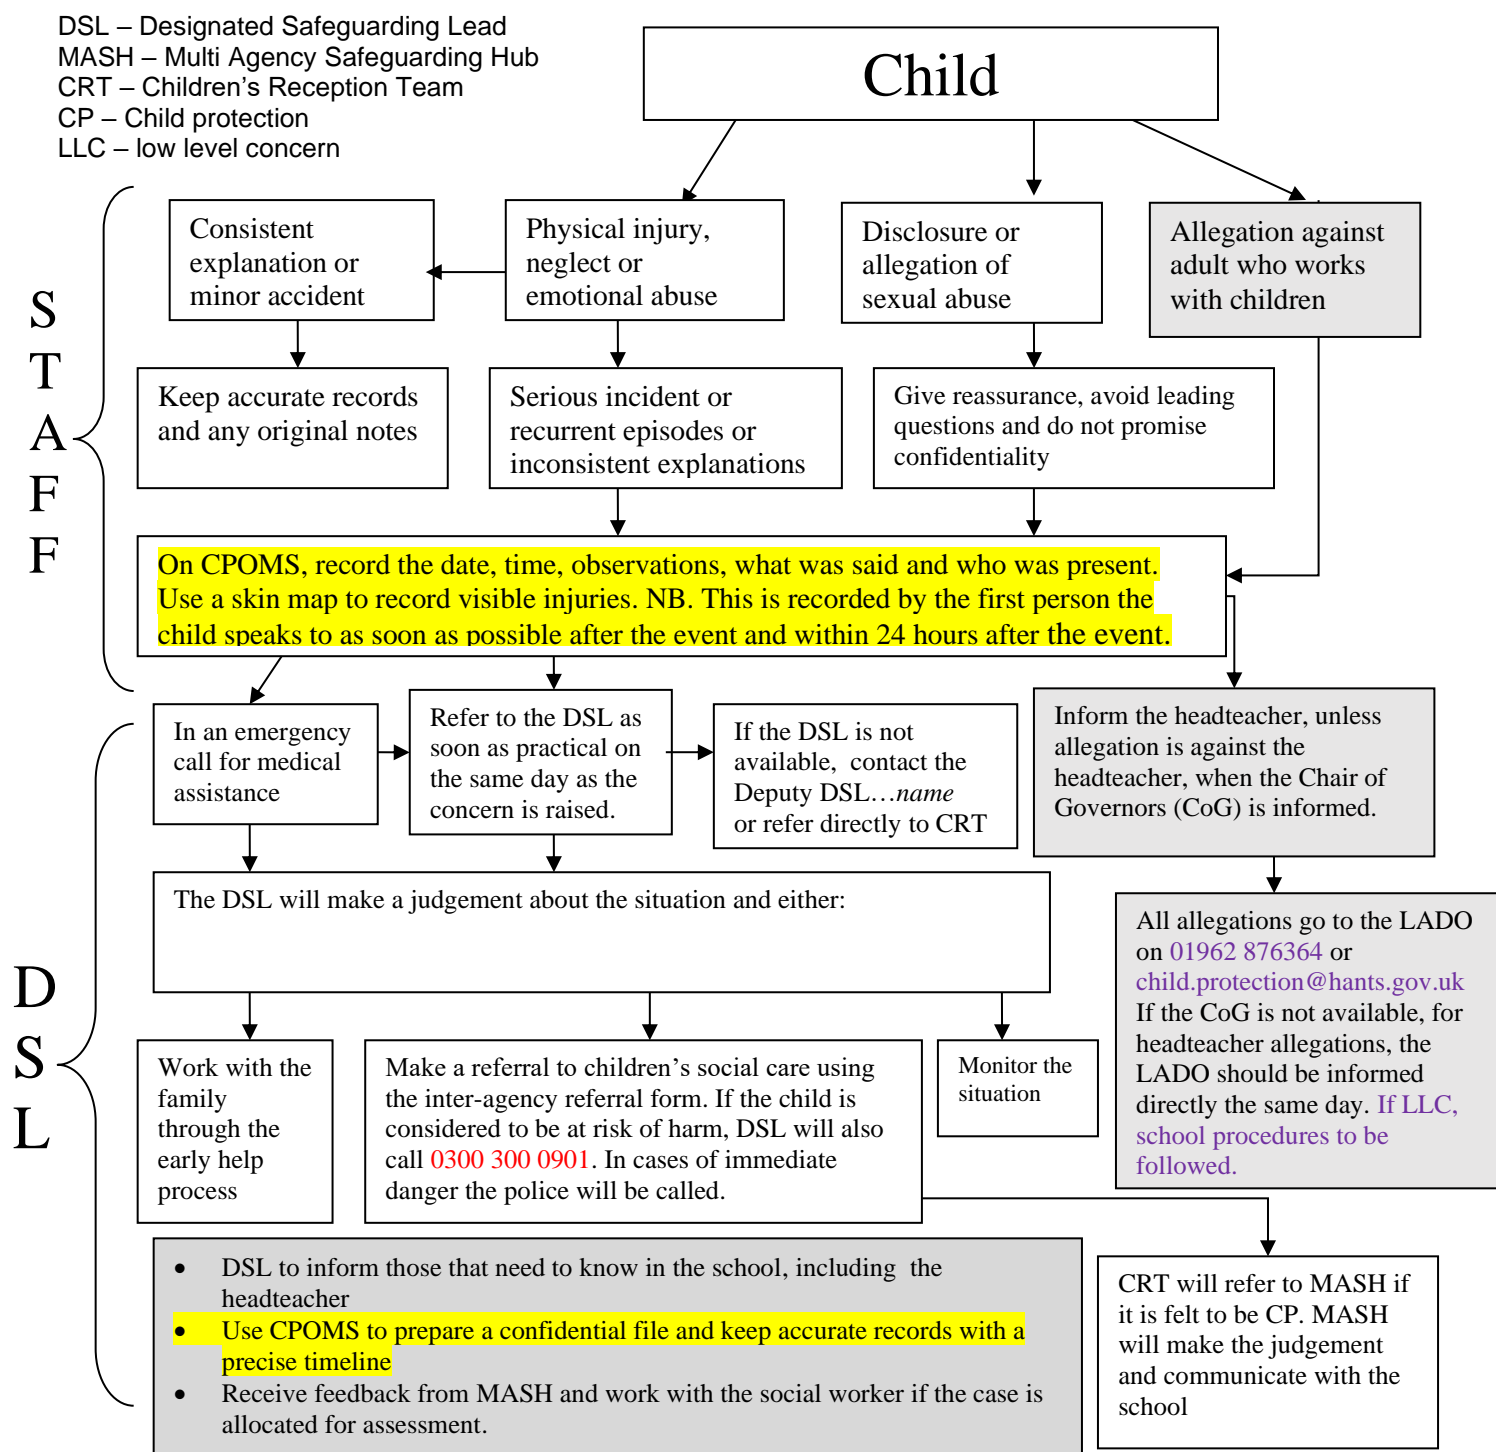 DSL – Designated Safeguarding Lead
MASH – Multi Agency Safeguarding Hub
CRT – Children's Reception Team
CP – Child protection
LLC – low level concern
Child
S
T
A
F
F
Consistent
explanation or
minor accident
Physical injury,
neglect or
emotional abuse
Disclosure or
allegation of
sexual abuse
Allegation against
adult who works
with children
Keep accurate records
and any original notes
Serious incident or
recurrent episodes or
inconsistent explanations
Give reassurance, avoid leading
questions and do not promise
confidentiality
On CPOMS, record the date, time, observations, what was said and who was present.
Use a skin map to record visible injuries. NB. This is recorded by the first person the
child speaks to as soon as possible after the event and within 24 hours after the event.
D
S
L
In an emergency
call for medical
assistance
Refer to the DSL as
soon as practical on
the same day as the
concern is raised.
If the DSL is not
available, contact the
Deputy DSL…name
or refer directly to CRT
Inform the headteacher, unless
allegation is against the
headteacher, when the Chair of
Governors (CoG) is informed.
The DSL will make a judgement about the situation and either:
All allegations go to the LADO
on 01962 876364 or
child.protection@hants.gov.uk
If the CoG is not available, for
headteacher allegations, the
LADO should be informed
directly the same day. If LLC,
school procedures to be
followed.
Work with the
family
through the
early help
process
Make a referral to children's social care using
the inter-agency referral form. If the child is
considered to be at risk of harm, DSL will also
call 0300 300 0901. In cases of immediate
danger the police will be called.
Monitor the
situation
• DSL to inform those that need to know in the school, including the
headteacher
• Use CPOMS to prepare a confidential file and keep accurate records with a
precise timeline
• Receive feedback from MASH and work with the social worker if the case is
allocated for assessment.
CRT will refer to MASH if
it is felt to be CP. MASH
will make the judgement
and communicate with the
school